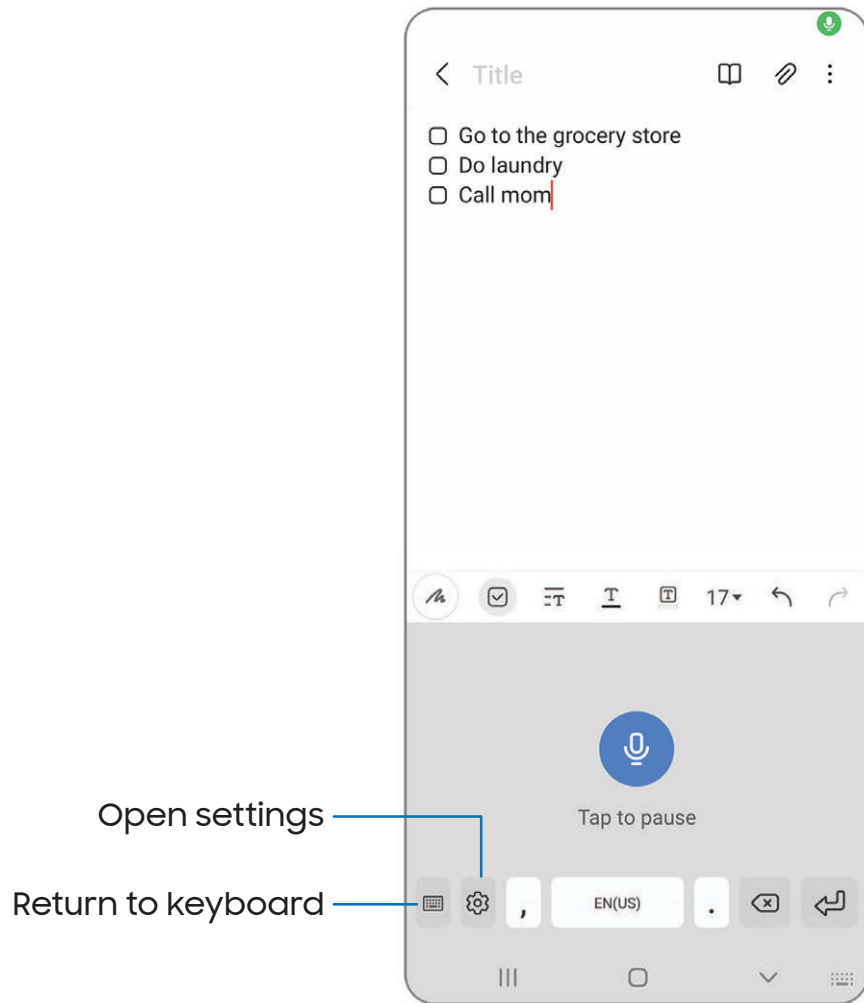 Title
Go to the grocery store
Do laundry
Call mom
17
Tap to pause
Open settings
Return to keyboard
, EN(US) .